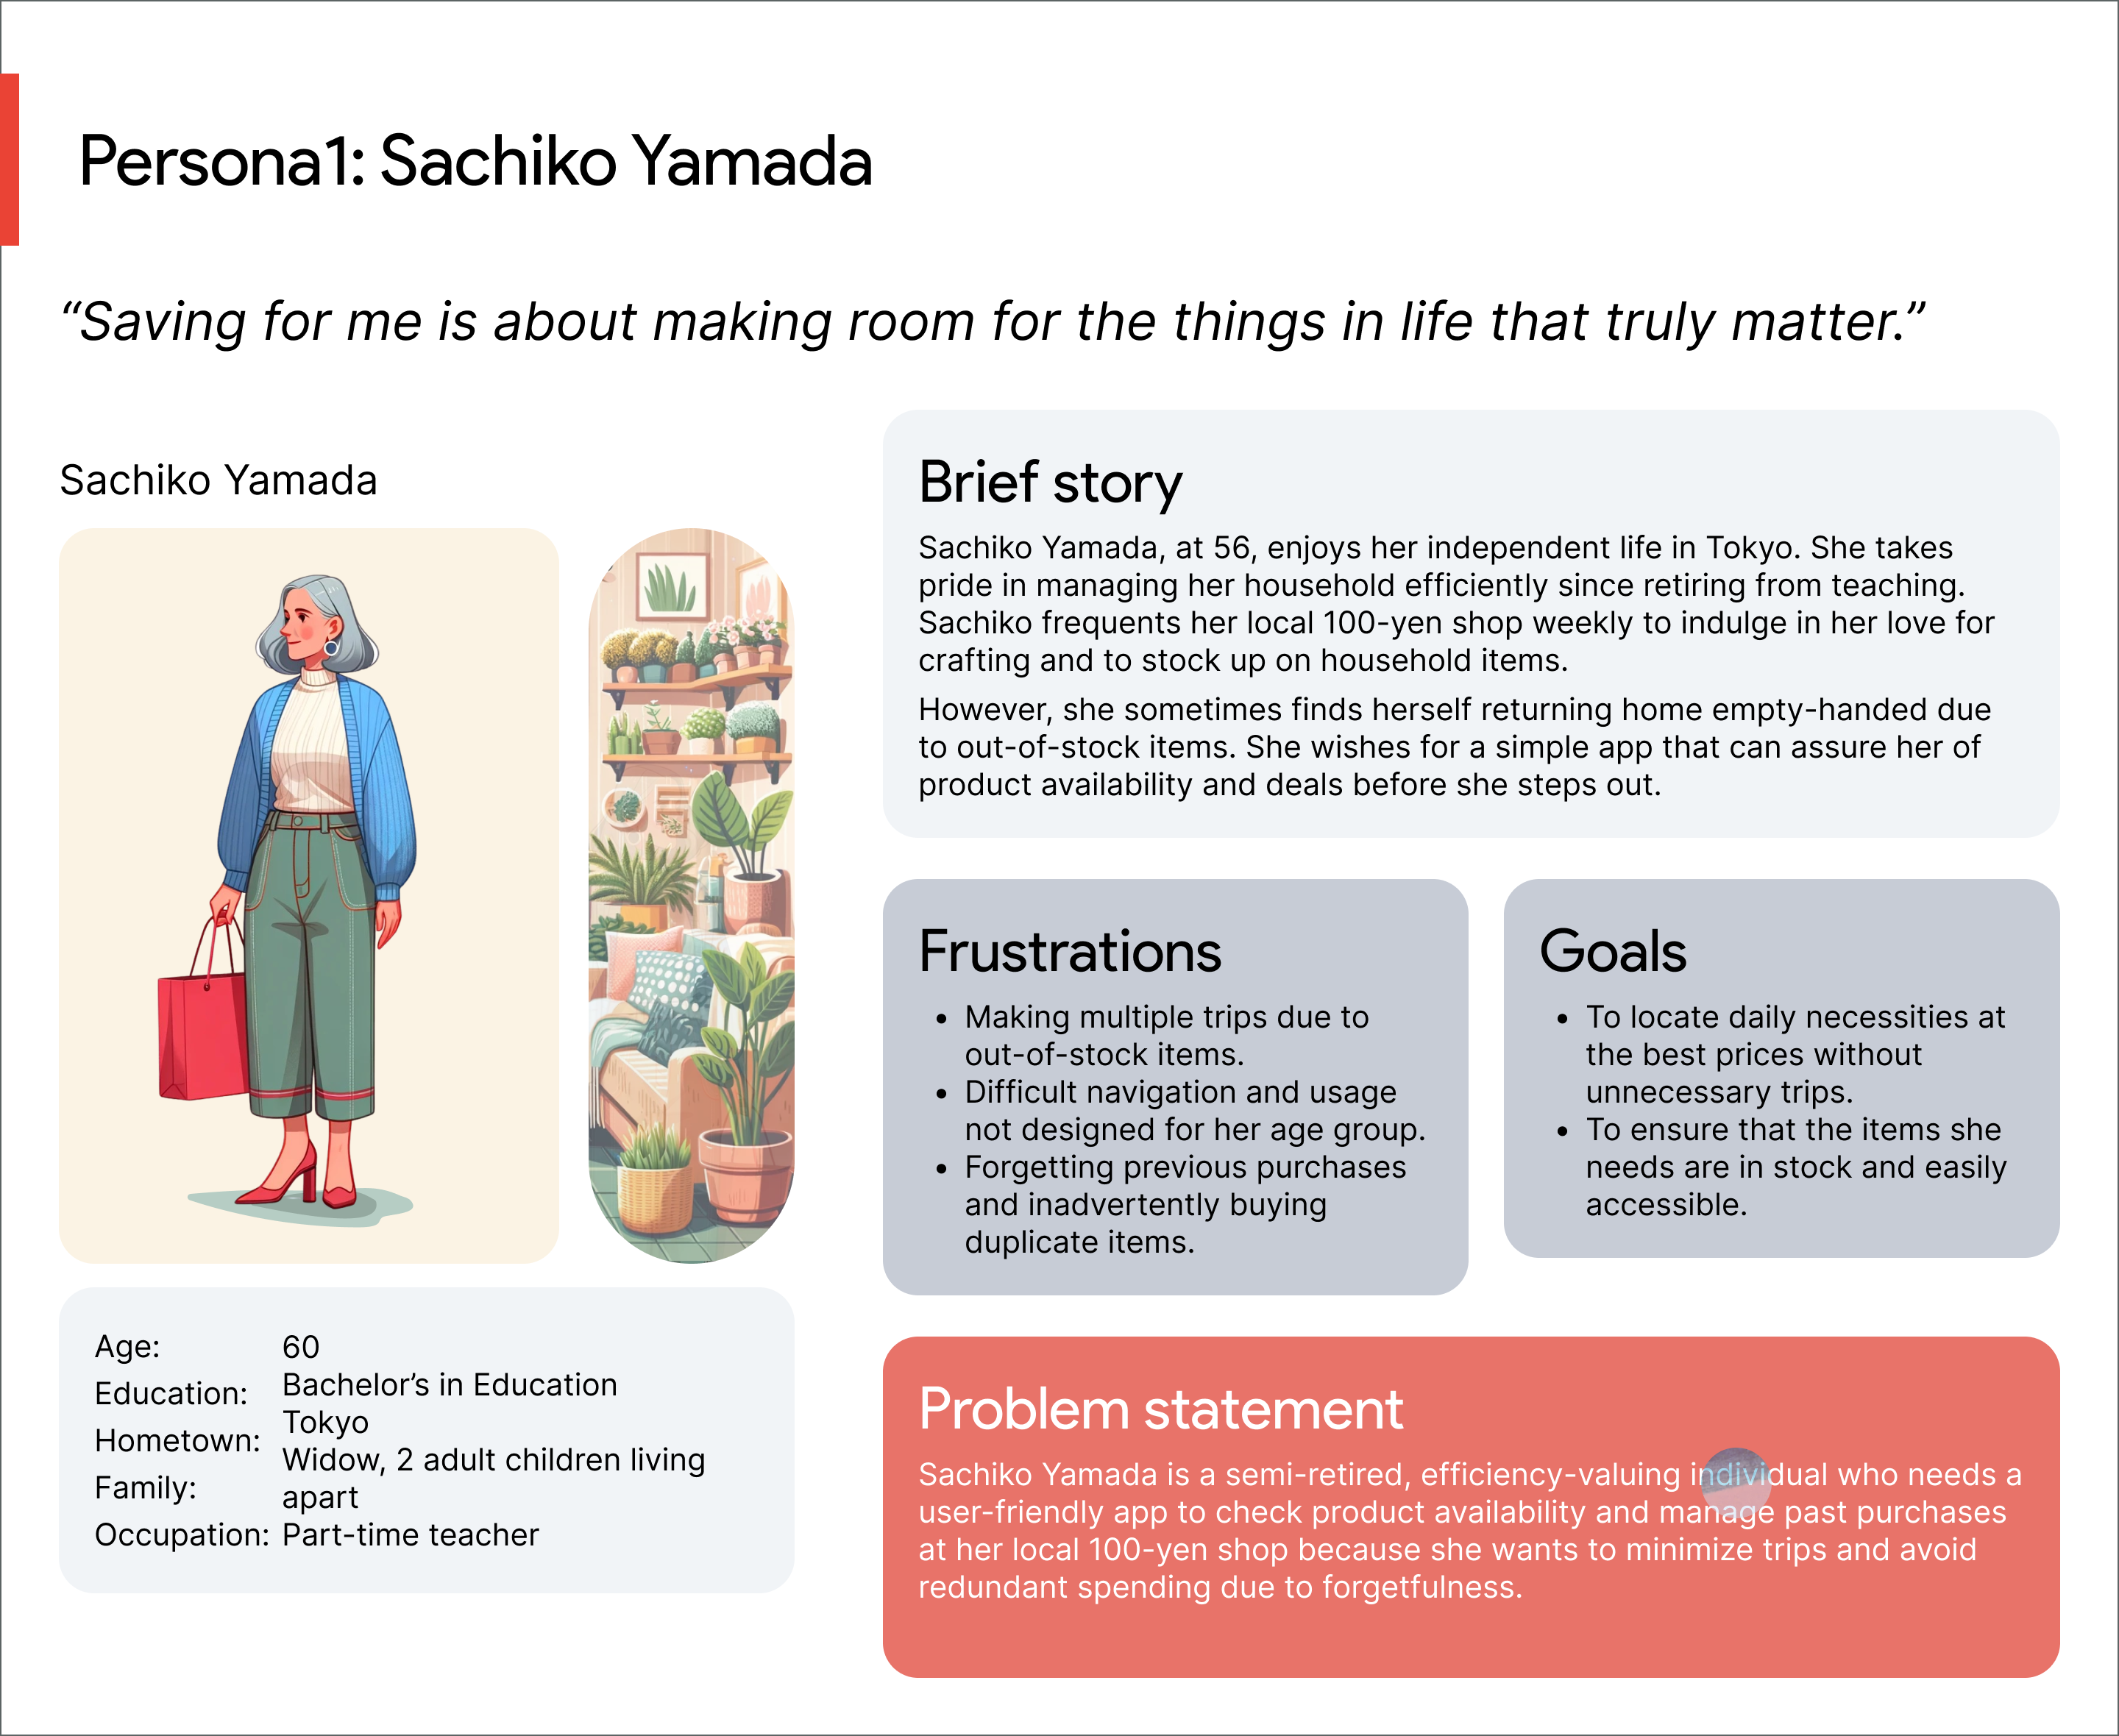 Persona1: Sachiko Yamada
“Saving for me is about making room for the things in life that truly matter.”
Sachiko Yamada
Age: 60
Education: Bachelor’s in Education
Hometown: Tokyo
Family: Widow, 2 adult children living
apart
Occupation: Part-time teacher
Brief story
Sachiko Yamada, at 56, enjoys her independent life in Tokyo. She takes
pride in managing her household efficiently since retiring from teaching.
Sachiko frequents her local 100-yen shop weekly to indulge in her love for
crafting and to stock up on household items.
However, she sometimes finds herself returning home empty-handed due
to out-of-stock items. She wishes for a simple app that can assure her of
product availability and deals before she steps out.
Frustrations
• Making multiple trips due to
out-of-stock items.
• Difficult navigation and usage
not designed for her age group.
• Forgetting previous purchases
and inadvertently buying
duplicate items.
Goals
• To locate daily necessities at
the best prices without
unnecessary trips.
• To ensure that the items she
needs are in stock and easily
accessible.
Problem statement
Sachiko Yamada is a semi-retired, efficiency-valuing individual who needs a
user-friendly app to check product availability and manage past purchases
at her local 100-yen shop because she wants to minimize trips and avoid
redundant spending due to forgetfulness.